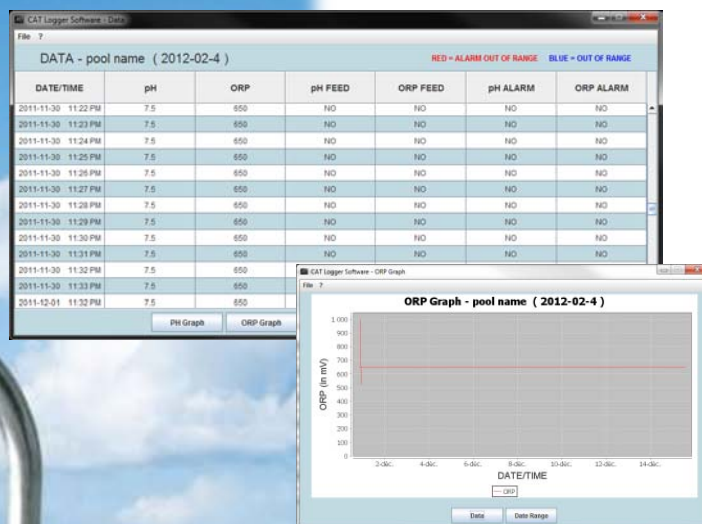 CAT Logger Software - Data
File ?
DATA - pool name ( 2012-02-4 )
RED = ALARM OUT OF RANGE BLUE = OUT OF RANGE
DATE/TIME pH ORP pH FEED ORP FEED pH ALARM ORP ALARM
2011-11-30 11:22 PM 7.5 650 NO NO NO NO
2011-11-30 11:23 PM 7.5 650 NO NO NO NO
2011-11-30 11:24 PM 7.5 650 NO NO NO NO
2011-11-30 11:25 PM 7.5 650 NO NO NO NO
2011-11-30 11:26 PM 7.5 650 NO NO NO NO
2011-11-30 11:27 PM 7.5 650 NO NO NO NO
2011-11-30 11:28 PM 7.5 650 NO NO NO NO
2011-11-30 11:29 PM 7.5 650 NO NO NO NO
2011-11-30 11:30 PM 7.5 650 NO NO NO NO
2011-11-30 11:31 PM 7.5 650 NO NO NO NO
2011-11-30 11:32 PM 7.5 650
2011-11-30 11:33 PM 7.5 650
2011-12-01 11:32 PM 7.5 650
PH Graph ORP Graph
CAT Logger Software - ORP Graph
File ?
ORP Graph - pool name ( 2012-02-4 )
ORP (in mV)
1 000
900
800
700
600
500
400
300
200
100
0
2-déc. 4-déc. 6-déc. 8-déc. 10-déc. 12-déc. 14-déc.
DATE/TIME
ORP
Data Date Range